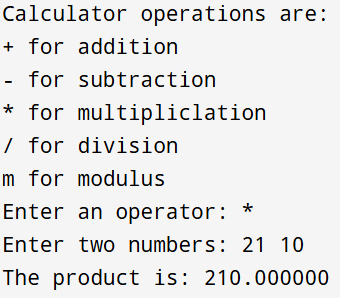 Calculator operations are:
+ for addition
- for subtraction
* for multipliclation
/ for division
m for modulus
Enter an operator: *
Enter two numbers: 21 10
The product is: 210.000000